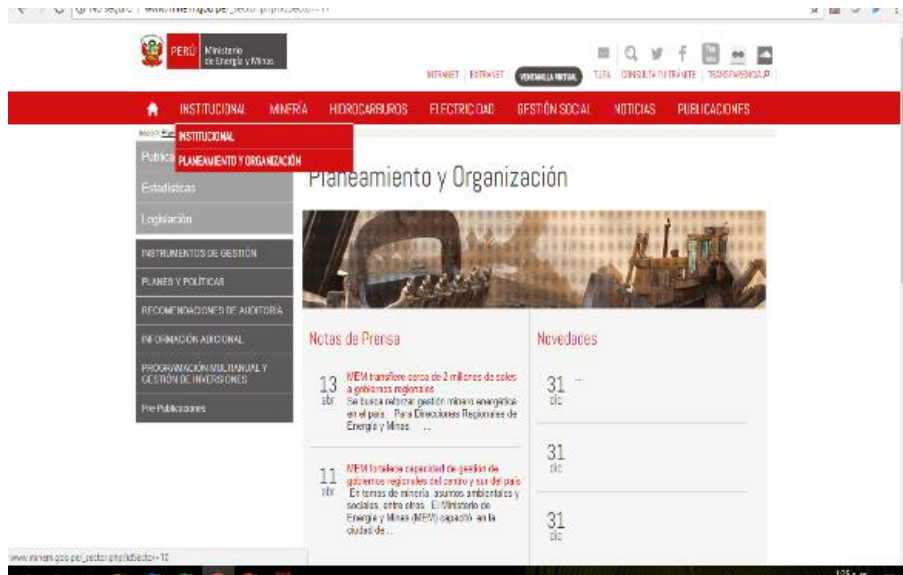 No seguro
PERÚ Ministerio
de Energía y Minas
INTRANET | EXTRANET VENTANILLA VIRTUAL TUPA CONSULTA TU TRÁMITE TRANSPARENCIA
INSTITUCIONAL MINERÍA HIDROCARBUROS ELECTRICIDAD GESTIÓN SOCIAL NOTICIAS PUBLICACIONES
Inicio >
INSTITUCIONAL
PLANEAMIENTO Y ORGANIZACIÓN
Publica
Estadísticas
Legislación
INSTRUMENTOS DE GESTIÓN
PLANES Y POLÍTICAS
RECOMENDACIONES DE AUDITORÍA
INFORMACIÓN ADICIONAL
PROGRAMACIÓN MULTIANUAL Y
GESTIÓN DE INVERSIONES
Pre-Publicaciones
Planeamiento y Organización
Notas de Prensa
13
abr
MEM transfiere cerca de 2 millones de soles
a gobiernos regionales
Se busca reforzar gestión minero energética
en el país. Para Direcciones Regionales de
Energía y Minas. ...
11
abr
MEM fortalece capacidad de gestión de
gobiernos regionales del centro y sur del país
En temas de minería, asuntos ambientales y
sociales, entre otros. El Ministerio de
Energía y Minas (MEM) capacitó en la
ciudad de ...
Novedades
31
dic
31
dic
31
dic